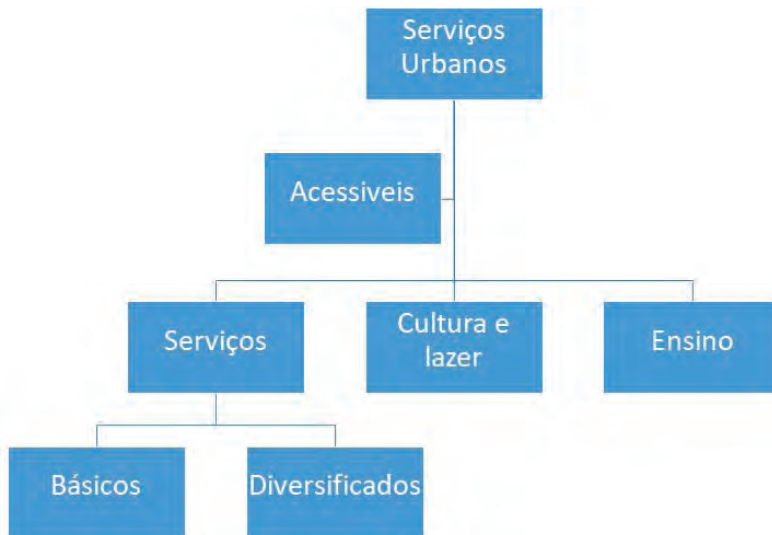 Serviços
Urbanos
Acessiveis
Serviços
Cultura e
lazer
Ensino
Básicos
Diversificados